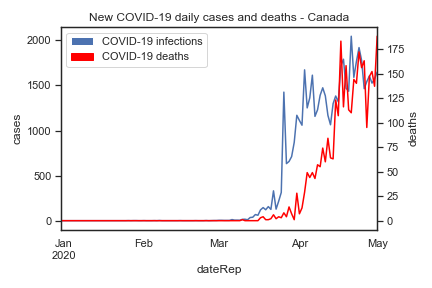 New COVID-19 daily cases and deaths - Canada
COVID-19 infections
COVID-19 deaths
cases
2000
1500
1000
500
0
deaths
175
150
125
100
75
50
25
0
Jan
2020
Feb
Mar
Apr
May
dateRep